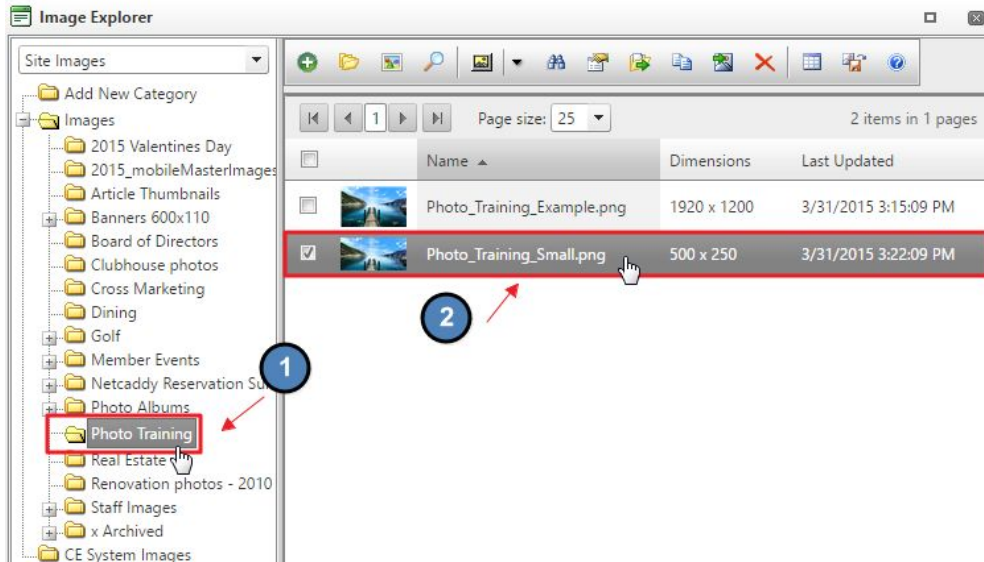 Image Explorer
Site Images
Add New Category
Images
2015 Valentines Day
2015_mobileMasterImages
Article Thumbnails
Banners 600x110
Board of Directors
Clubhouse photos
Cross Marketing
Dining
Golf
Member Events
Netcaddy Reservation
Photo Albums
Photo Training
Real Estate
Renovation photos - 2010
Staff Images
x Archived
CE System Images
1
1 Page size: 25 2 items in 1 pages
Name Dimensions Last Updated
Photo_Training_Example.png 1920 x 1200 3/31/2015 3:15:09 PM
Photo_Training_Small.png 500 x 250 3/31/2015 3:22:09 PM
2